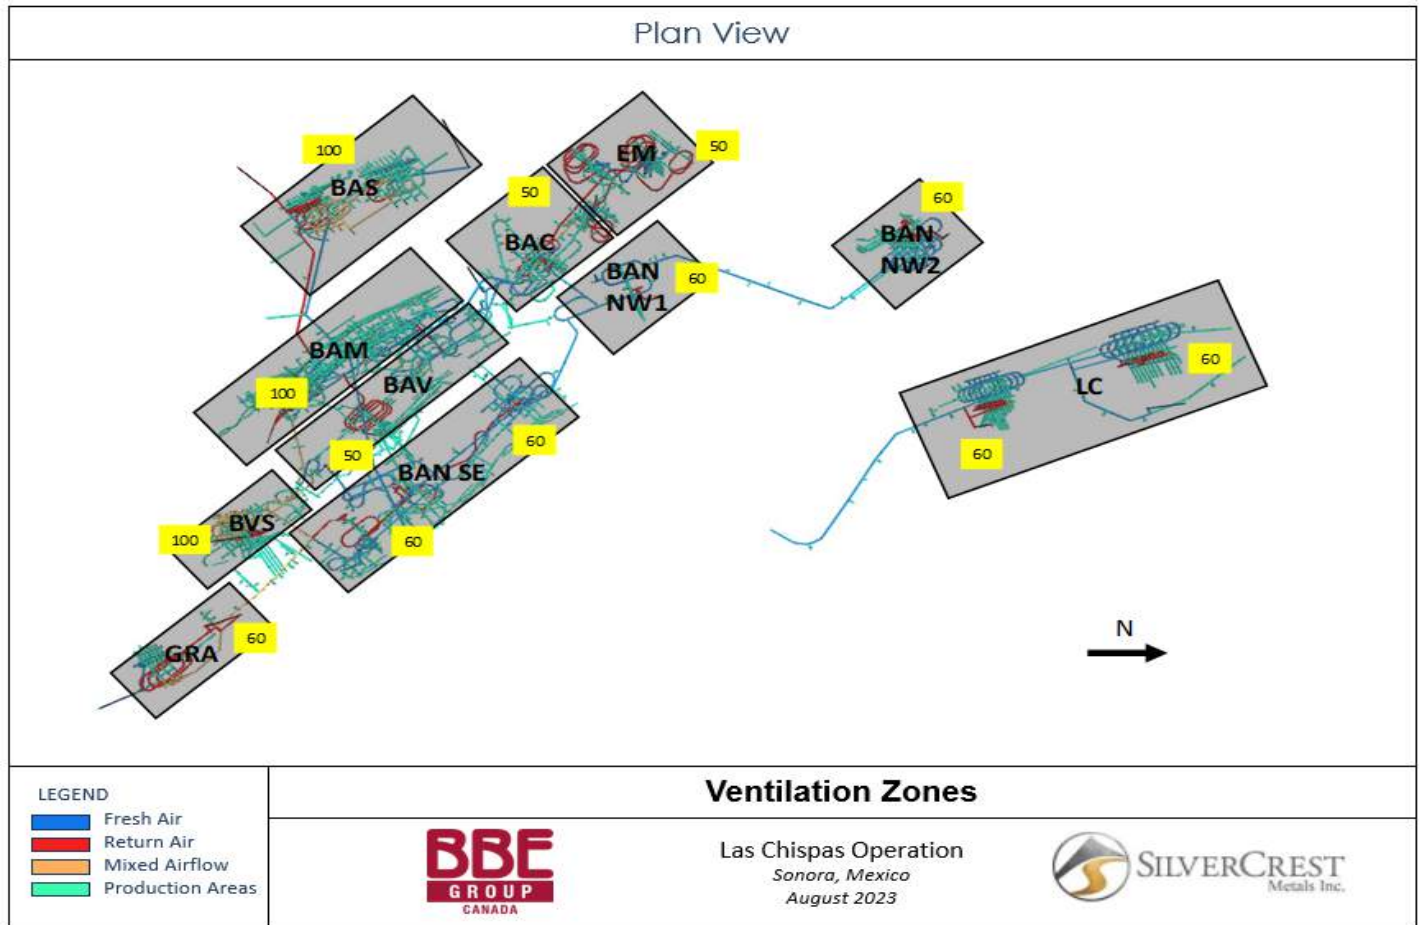 Plan View
100
BAS
EM
50
50
BAC
60
BAN
NW2
BAN
NW1
60
BAM
100
BAV
50
BAN SE
60
60
LC
60
60
BVS
100
GRA
60
N
LEGEND
Fresh Air
Return Air
Mixed Airflow
Production Areas
Ventilation Zones
BBE
GROUP
CANADA
Las Chispas Operation
Sonora, Mexico
August 2023
SILVERCREST
Metals Inc.